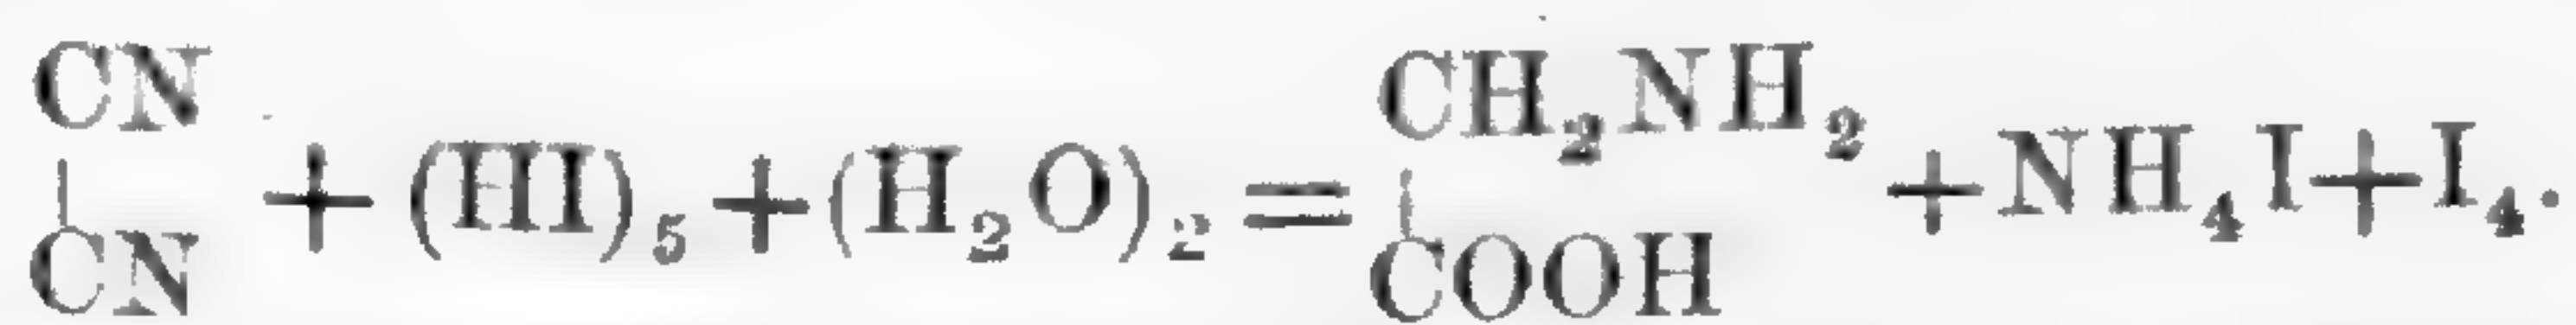 CN CH₂NH₂
| + (HI)₅ + (H₂O)₂ = | + NH₄I + I₄.
CN COOH